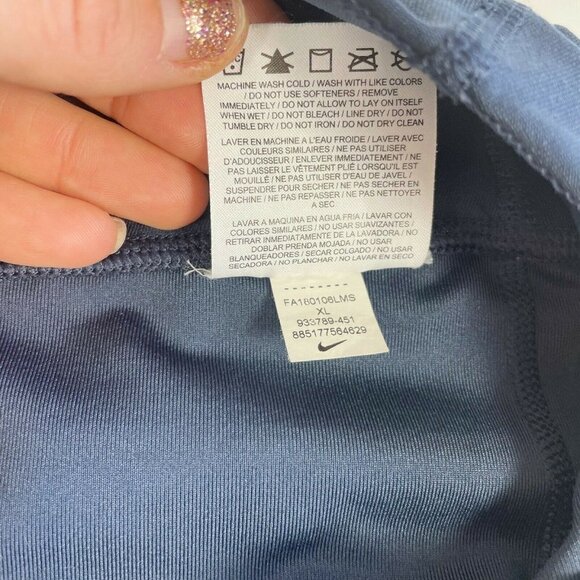 MACHINE WASH COLD / WASH WITH LIKE COLORS
/ DO NOT USE SOFTENERS / REMOVE
IMMEDIATELY / DO NOT ALLOW TO LAY ON ITSELF
WHEN WET / DO NOT BLEACH / LINE DRY / DO NOT
TUMBLE DRY / DO NOT IRON / DO NOT DRY CLEAN
LAVER EN MACHINE A L'EAU FROIDE / LAVER AVEC
COULEURS SIMILAIRES / NE PAS UTILISER
D'ADOUCISSEUR / ENLEVER IMMEDIATEMENT / NE
PAS LAISSER LE VÊTEMENT PLIÉ LORSQU'IL EST
MOUILLÉ / NE PAS UTILISER D'EAU DE JAVEL /
SUSPENDRE POUR SECHER / NE PAS SECHER EN
MACHINE / NE PAS REPASSER / NE PAS NETTOYER
A SEC
LAVAR A MAQUINA EN AGUA FRIA / LAVAR CON
COLORES SIMILARES / NO USAR SUAVIZANTES /
RETIRAR INMEDIATAMENTE DE LA LAVADORA / NO
DOBLAR PRENDA MOJADA / NO USAR
BLANQUEADORES / SECAR COLGADO / NO USAR
SECADORA / NO PLANCHAR / NO LAVAR EN SECO
FA180106LMS
XL
933789-451
885177564629